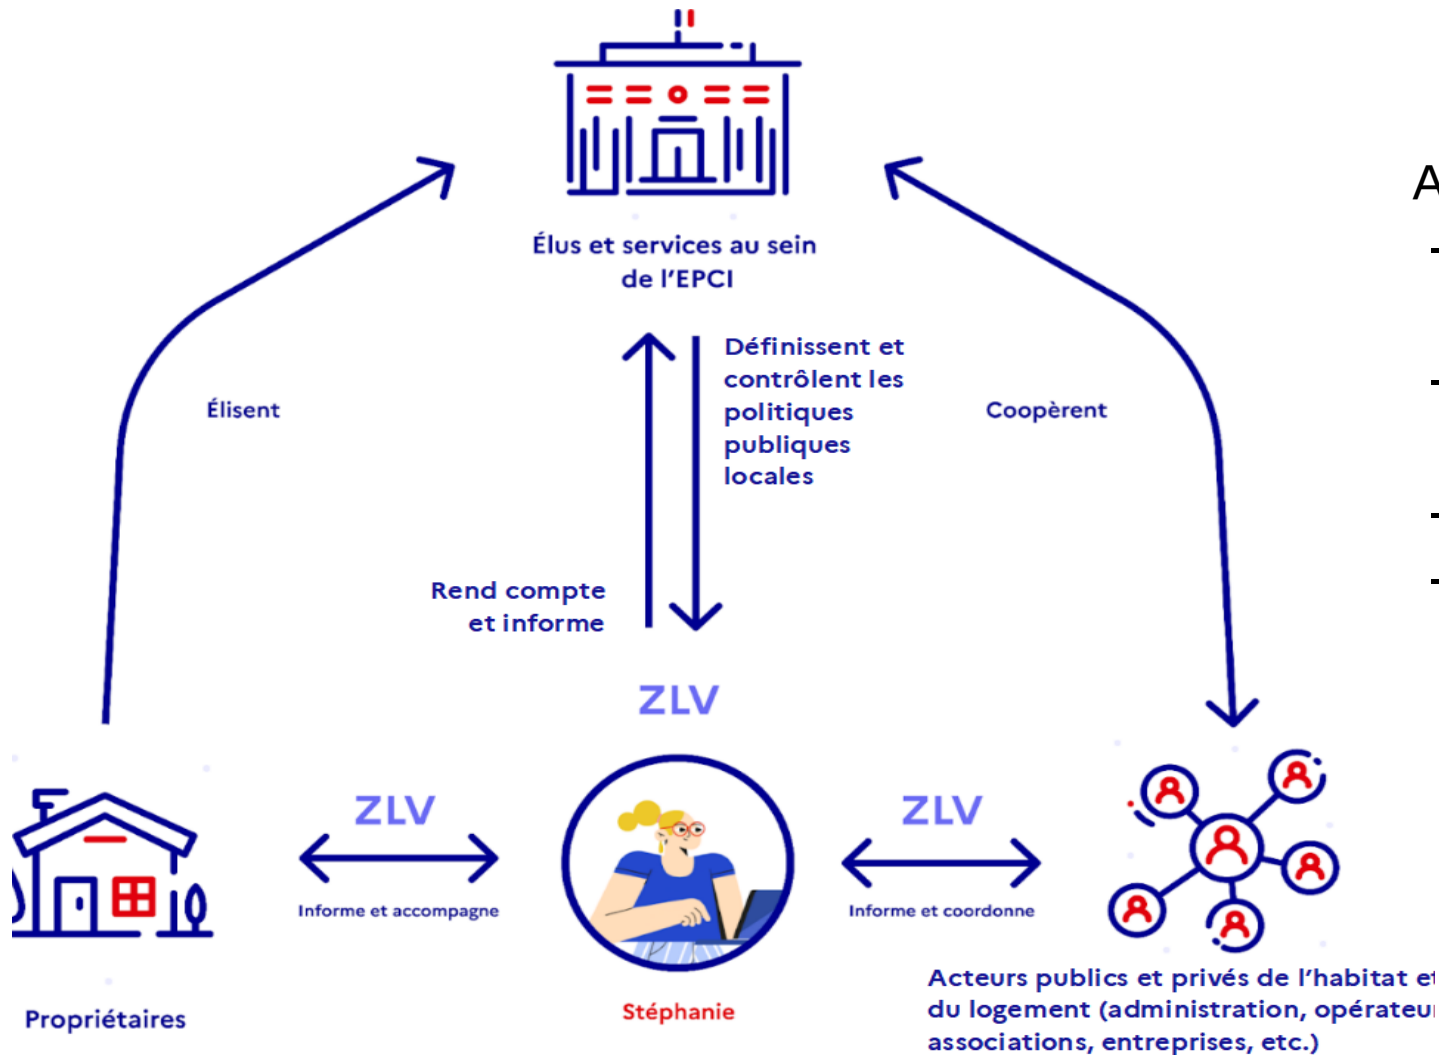 Élus et services au sein
de l'EPCI
Définissent et
contrôlent les
politiques
publiques
locales
Élisent
Coopèrent
Rend compte
et informe
ZLV
ZLV
ZLV
Informe et accompagne
Informe et coordonne
Propriétaires
Stéphanie
Acteurs publics et privés de l'habitat et
du logement (administration,
associations, entreprises, etc.)
A
-
-
-
-